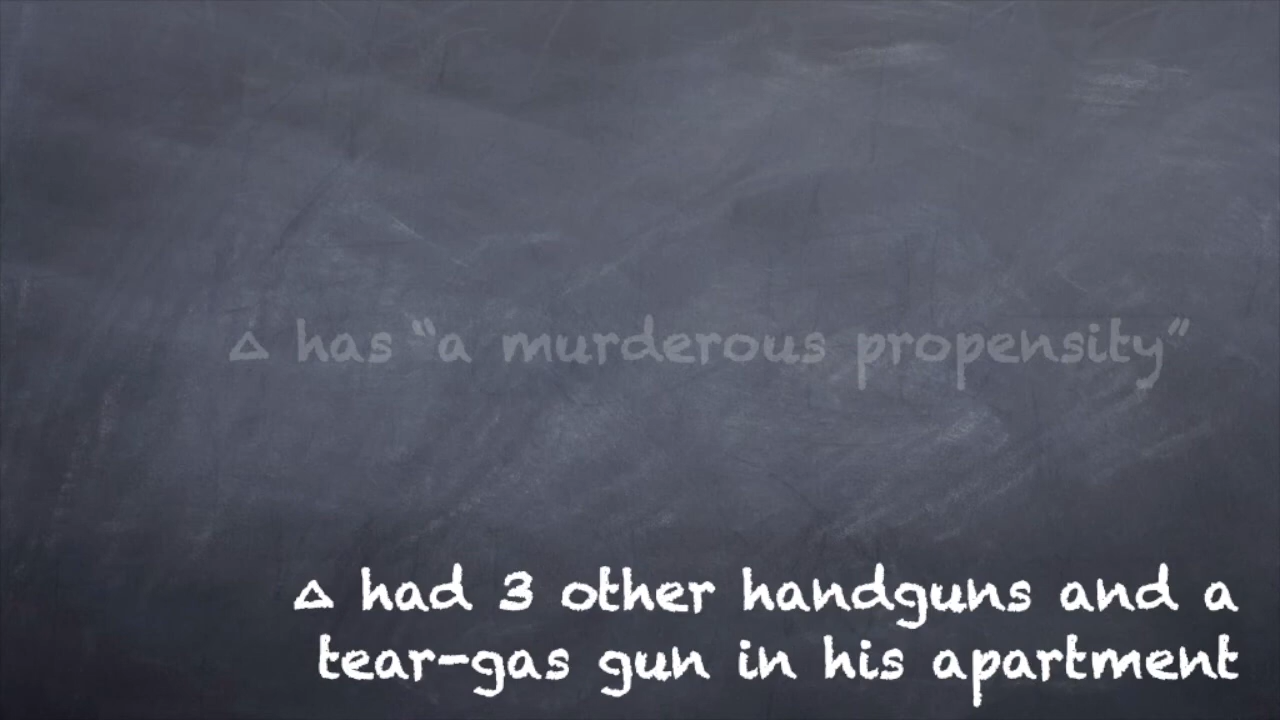 Δ has “a murderous propensity”
Δ had 3 other handguns and a
tear-gas gun in his apartment